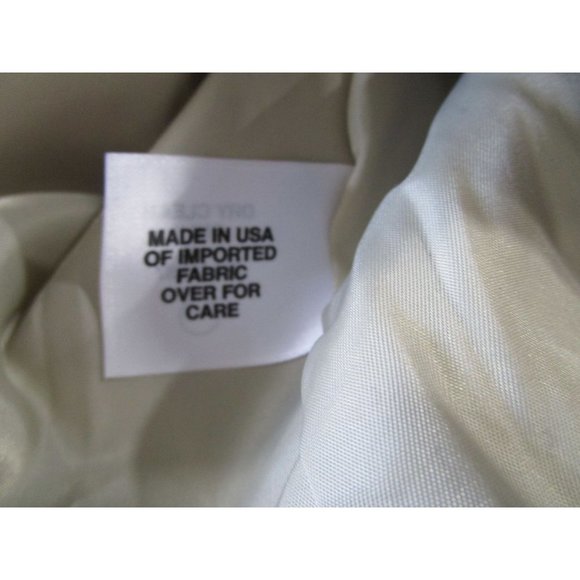 MADE IN USA
OF IMPORTED
FABRIC
OVER FOR
CARE